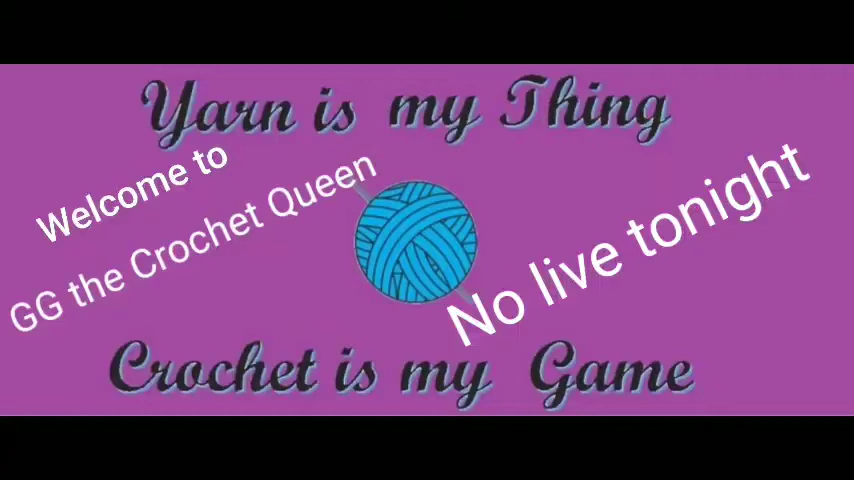 Yarn is my Thing
Welcome to
GG the Crochet Queen
No live tonight
Crochet is my Game